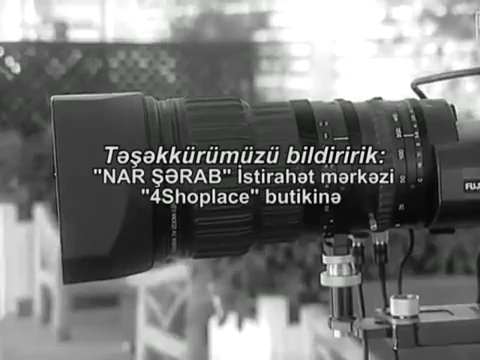 Təşəkkürümüzü bildiririk:
"NAR ŞƏRAB" İstirahət mərkəzi
"4Shoplace" butikinə